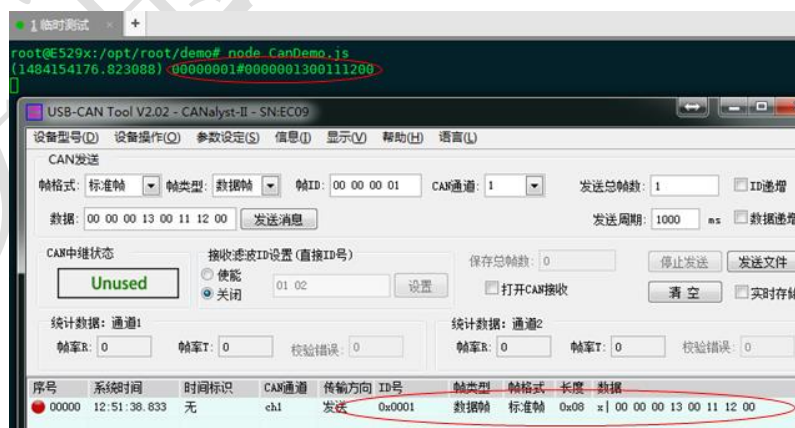 1 临时测试 × +
root@E529x:/opt/root/demo# node CanDemo.js
(1484154176.823088) 00000001#0000001300111200
USB-CAN Tool V2.02 - CANalyst-II - SN:EC09
设备型号(D) 设备操作(O) 参数设定(S) 信息(I) 显示(V) 帮助(H) 语言(L)
CAN发送
帧格式: 标准帧 帧类型: 数据帧 帧ID: 00 00 00 01 CAN通道: 1 发送总帧数: 1 ID递增
数据: 00 00 00 13 00 11 12 00 发送消息 发送周期: 1000 ms 数据递增
CAN中继状态 接收滤波ID设置(直接ID号) 保存总帧数: 0 停止发送 发送文件
Unused 使能 关闭 01 02 设置 打开CAN接收 清空 实时存储
统计数据: 通道1 统计数据: 通道2
帧率R: 0 帧率T: 0 校验错误: 0 帧率R: 0 帧率T: 0 校验错误: 0
序号 系统时间 时间标识 CAN通道 传输方向 ID号 帧类型 帧格式 长度 数据
00000 12:51:38.833 无 ch1 发送 0x0001 数据帧 标准帧 0x08 x| 00 00 00 13 00 11 12 00